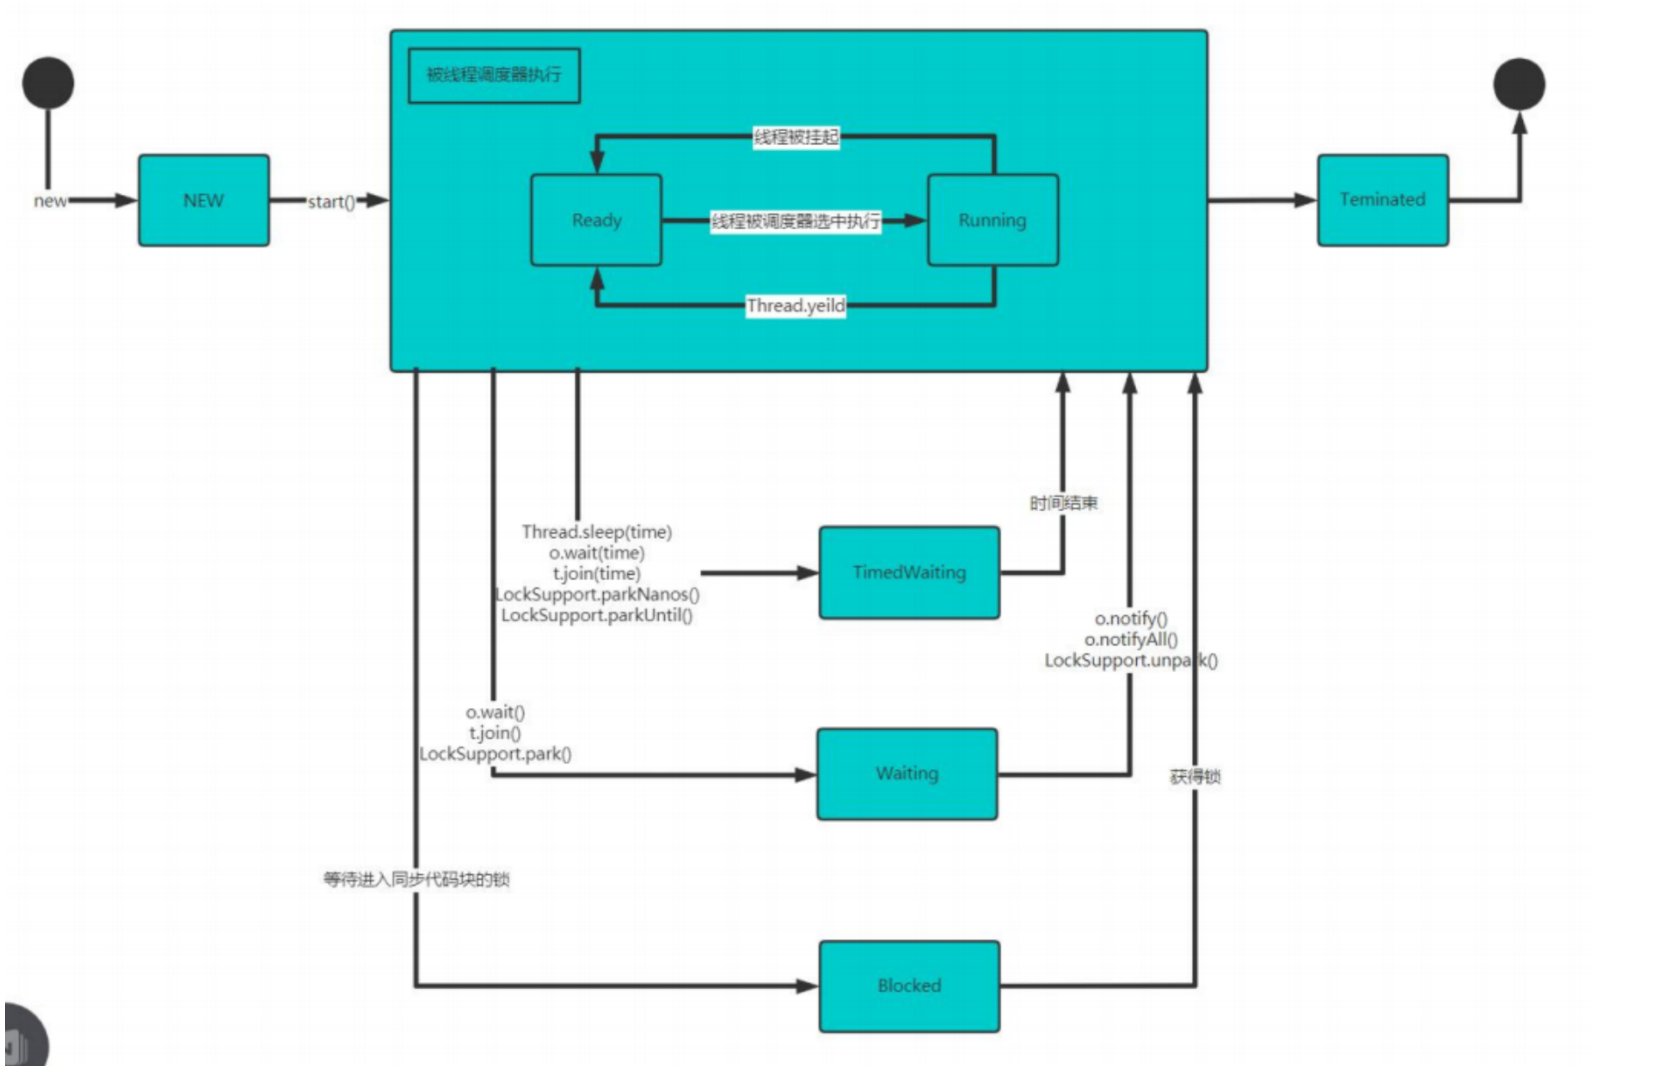 被线程调度器执行
线程被挂起
new
NEW
start()
Ready
线程被调度器选中执行
Running
Teminated
Thread.yeild
时间结束
Thread.sleep(time)
o.wait(time)
t.join(time)
LockSupport.parkNanos()
LockSupport.parkUntil()
TimedWaiting
o.notify()
o.notifyAll()
LockSupport.unpark()
o.wait()
t.join()
LockSupport.park()
Waiting
获得锁
等待进入同步代码块的锁
Blocked